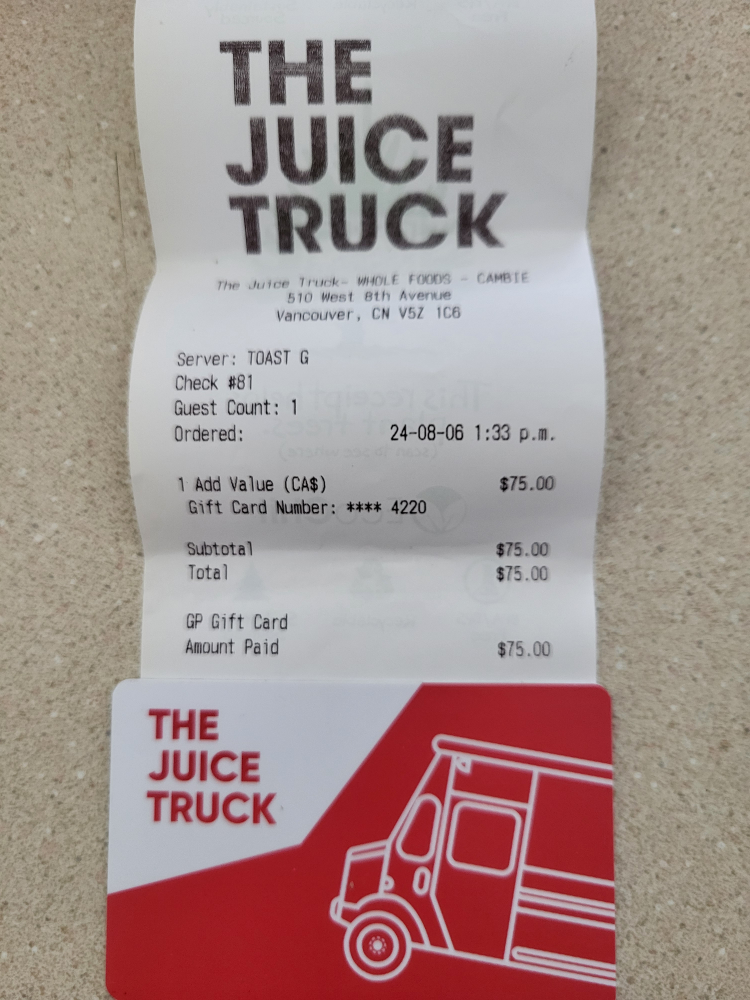 THE
JUICE
TRUCK
The Juice Truck- WHOLE FOODS - CAMBIE
510 West 8th Avenue
Vancouver, CN V5Z 1C6
Server: TOAST G
Check #81
Guest Count: 1
Ordered: 24-08-06 1:33 p.m.
1 Add Value (CA$) $75.00
Gift Card Number: **** 4220
Subtotal $75.00
Total $75.00
GP Gift Card
Amount Paid $75.00
THE
JUICE
TRUCK